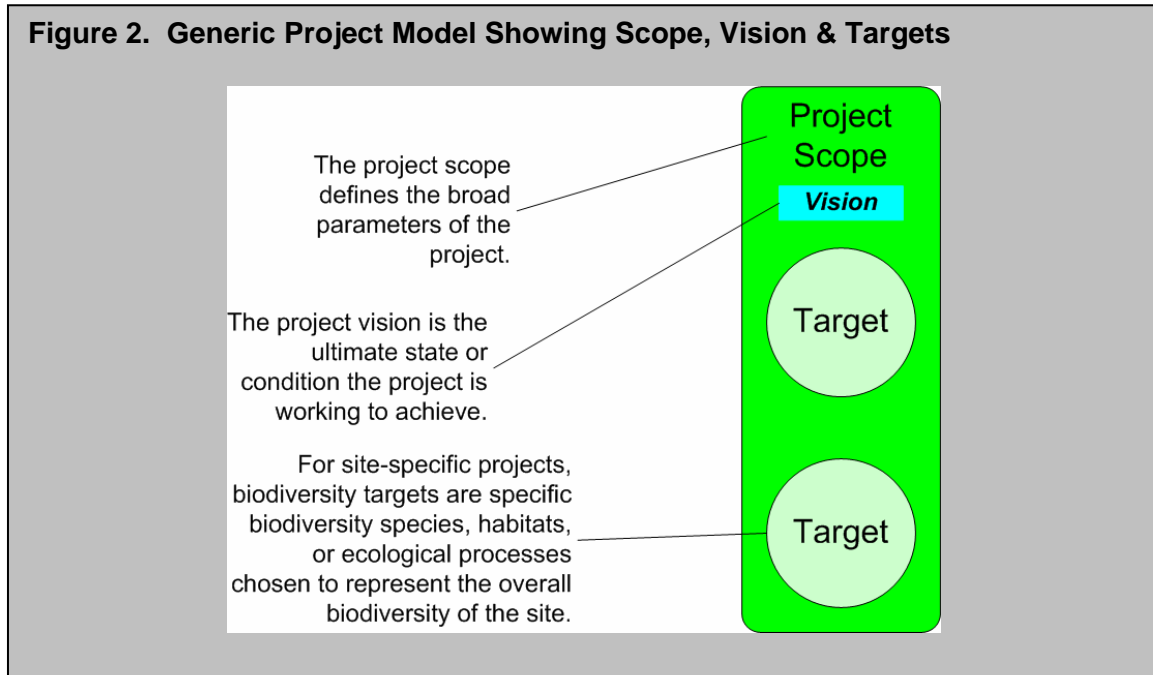 Figure 2.  Generic Project Model Showing Scope, Vision & Targets
The project scope
defines the broad
parameters of the
project.
The project vision is the
ultimate state or
condition the project is
working to achieve.
For site-specific projects,
biodiversity targets are specific
biodiversity species, habitats,
or ecological processes
chosen to represent the overall
biodiversity of the site.
Project
Scope
Vision
Target
Target